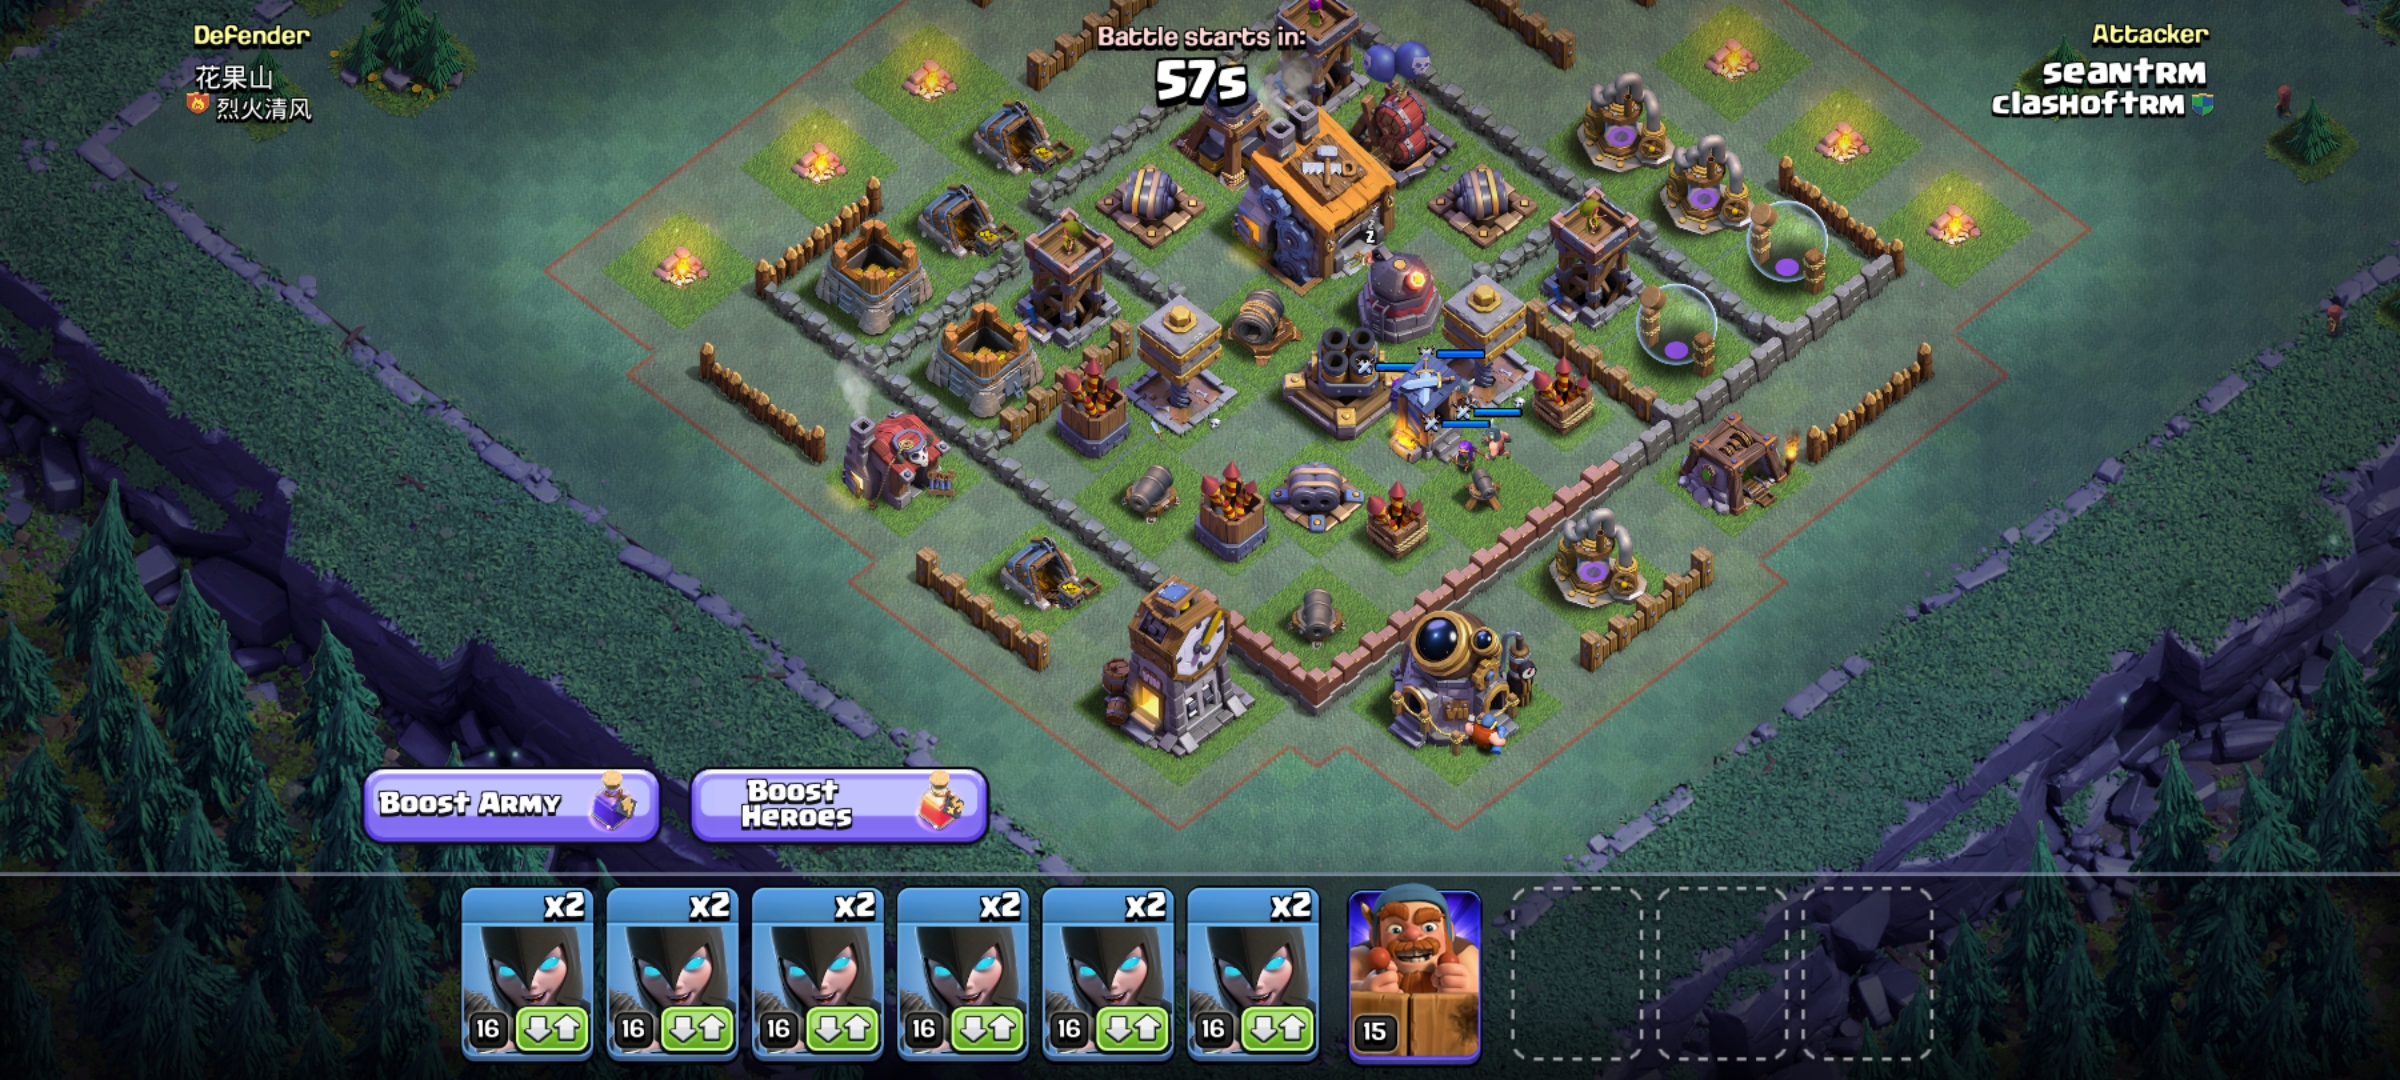 Defender
花果山
烈火清风
Battle starts in:
57s
Attacker
seantRM
clashoftRM
Boost Army
Boost
Heroes
x2
x2
x2
x2
x2
x2
16
16
16
16
16
16
15